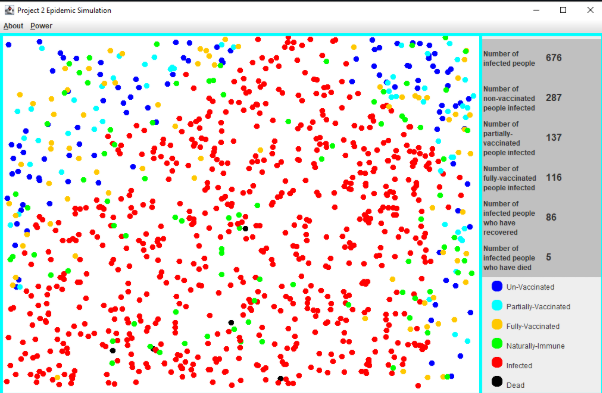 Project 2 Epidemic Simulation
About Power
Number of
infected people
676
Number of
non-vaccinated
people infected
287
Number of
partially-
vaccinated
people infected
137
Number of
fully-vaccinated
people infected
116
Number of
infected people
who have
recovered
86
Number of
infected people
who have died
5
Un-Vaccinated
Partially-Vaccinated
Fully-Vaccinated
Naturally-Immune
Infected
Dead